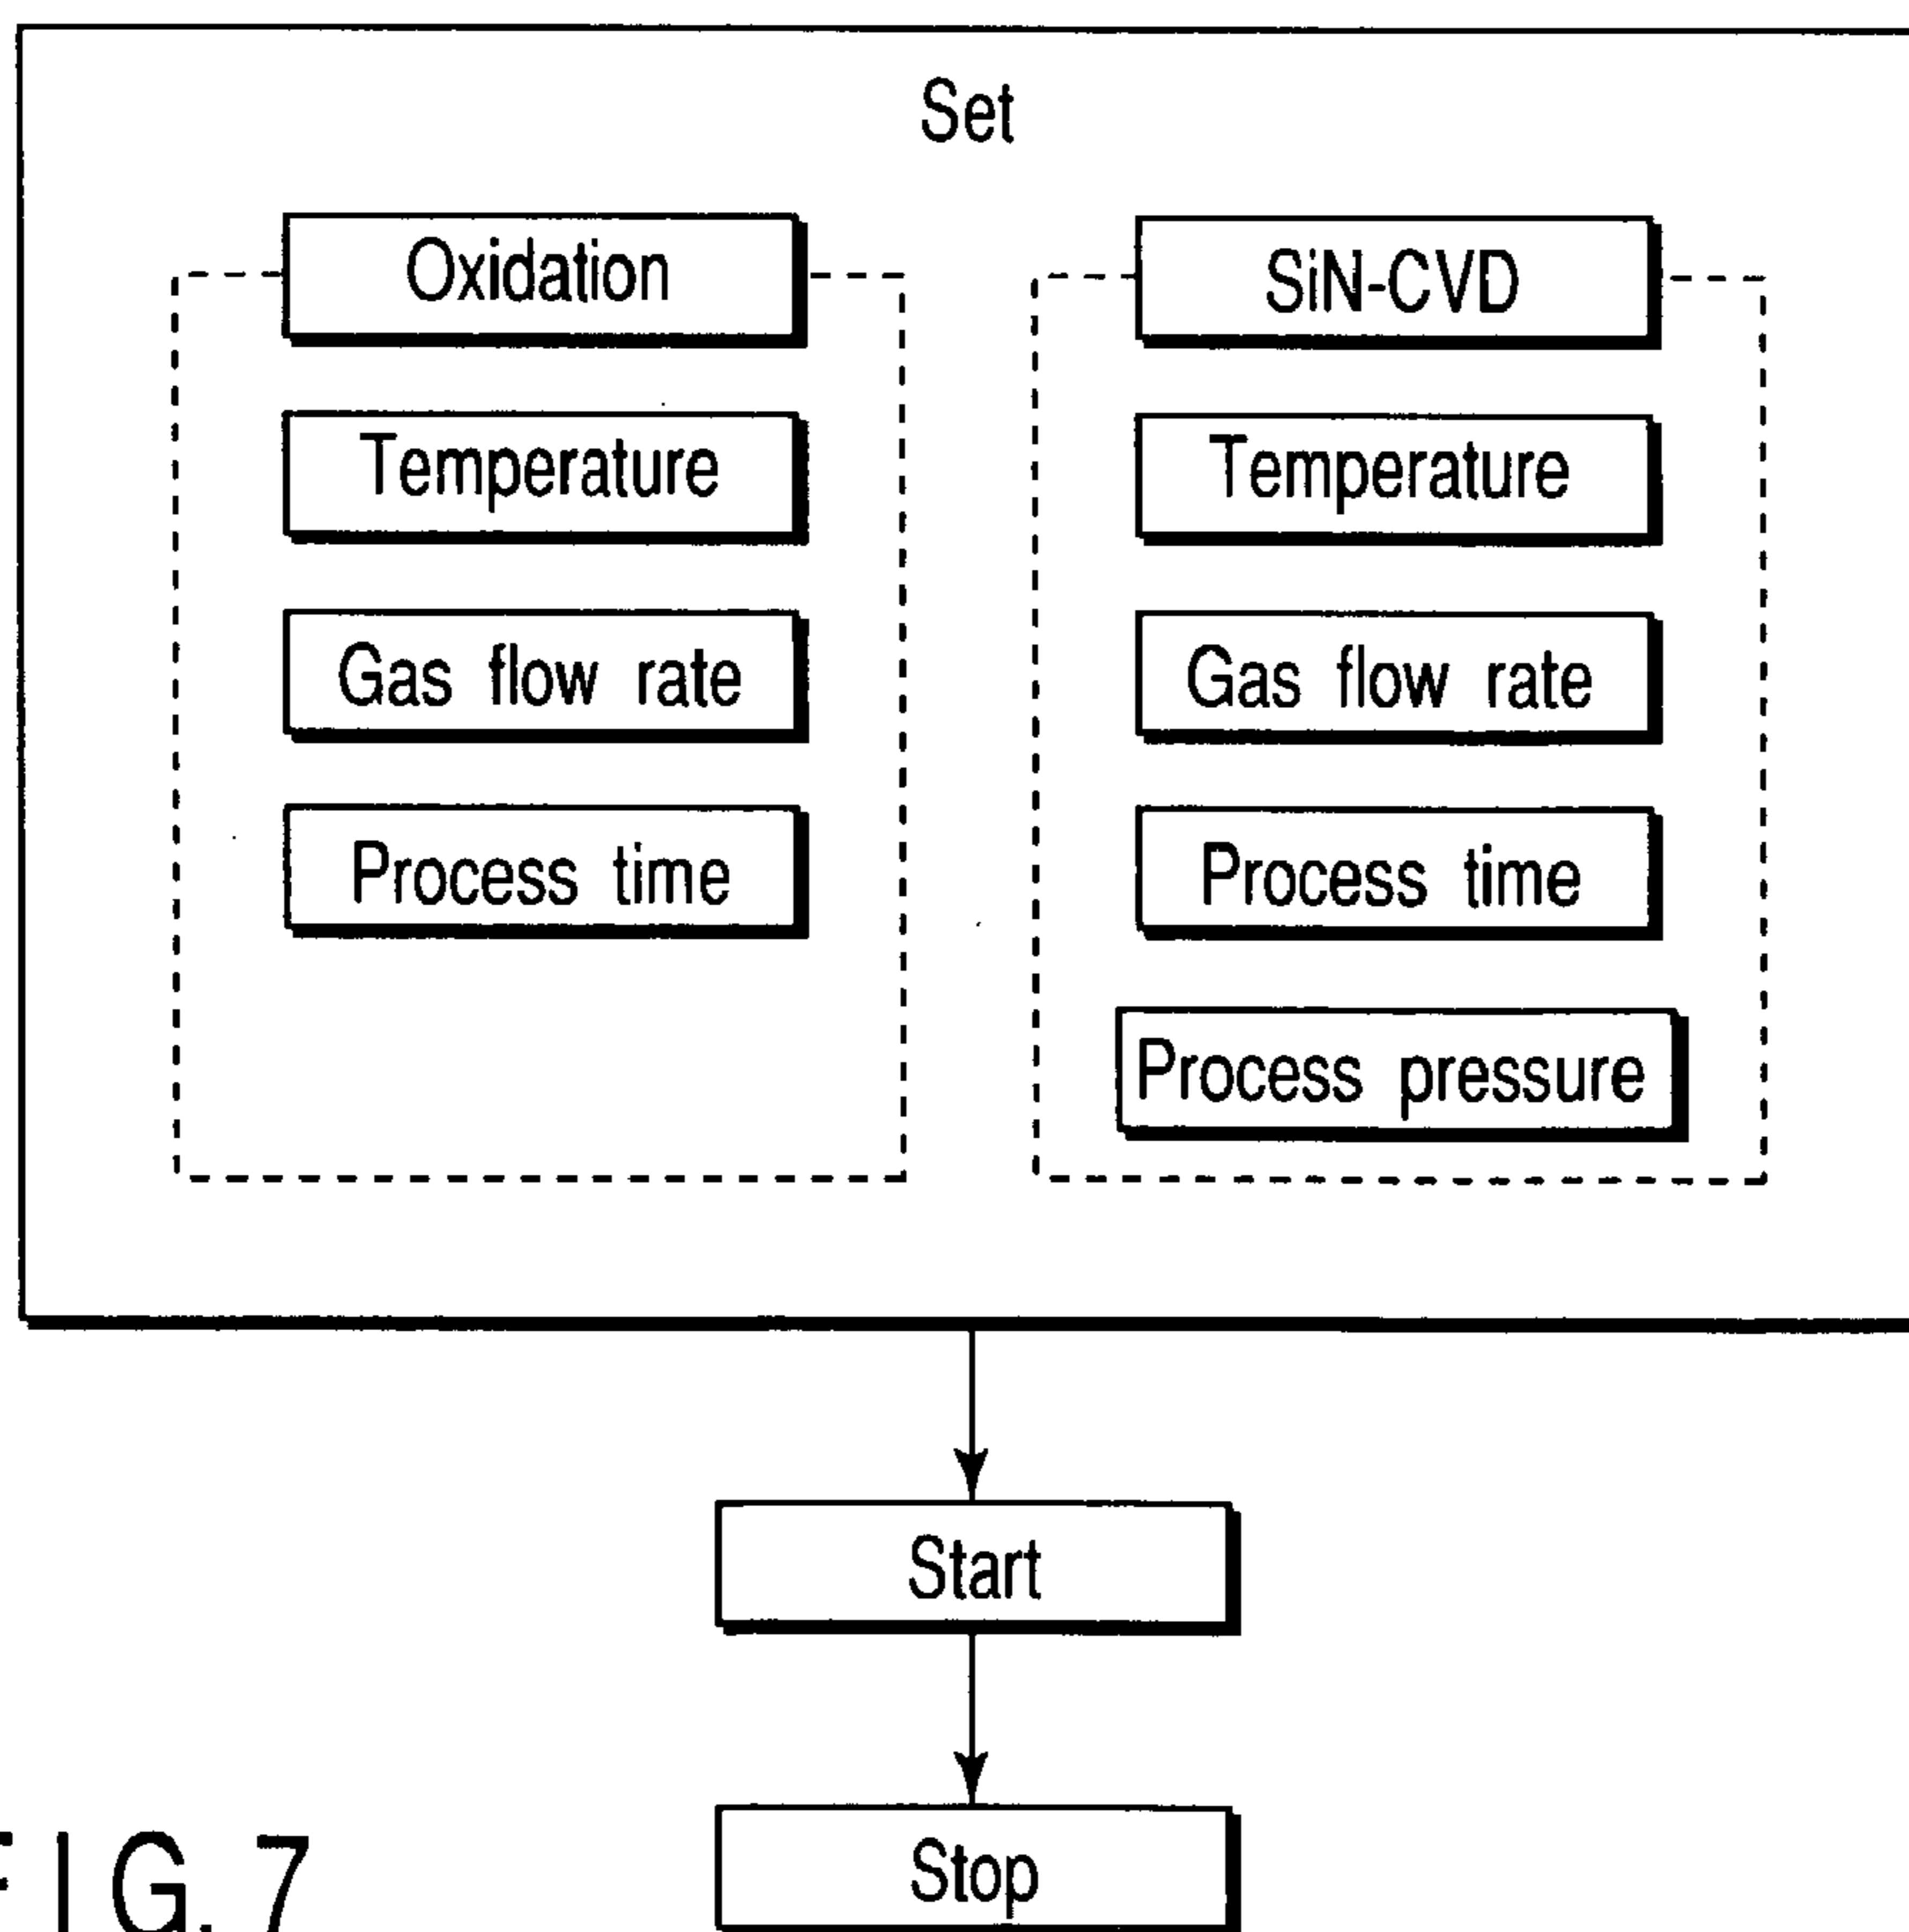 Set
Oxidation
Temperature
Gas flow rate
Process time
SiN-CVD
Temperature
Gas flow rate
Process time
Process pressure
Start
Stop
FIG. 7